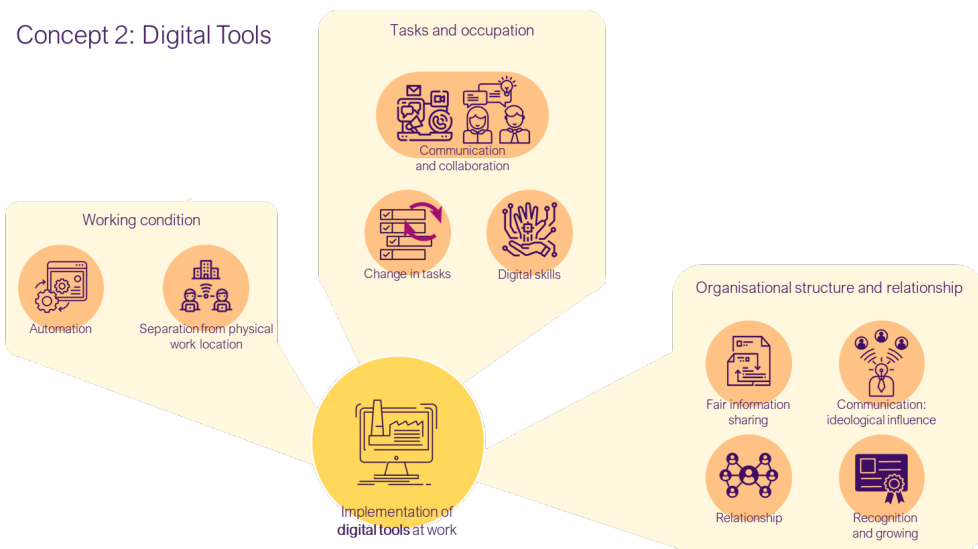 Concept 2: Digital Tools
Tasks and occupation
Communication
and collaboration
Change in tasks
Digital skills
Working condition
Automation
Separation from physical
work location
Organisational structure and relationship
Fair information
sharing
Communication:
ideological influence
Relationship
Recognition
and growing
Implementation of
digital tools at work